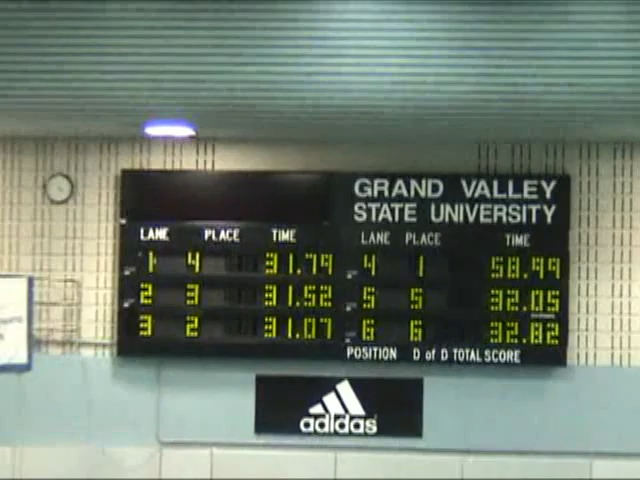 GRAND VALLEY
STATE UNIVERSITY
LANE PLACE TIME LANE PLACE TIME
1 4 31.79 4 1 58.99
2 3 31.52 5 5 32.05
3 2 31.07 6 6 32.82
POSITION D of D TOTAL SCORE
adidas